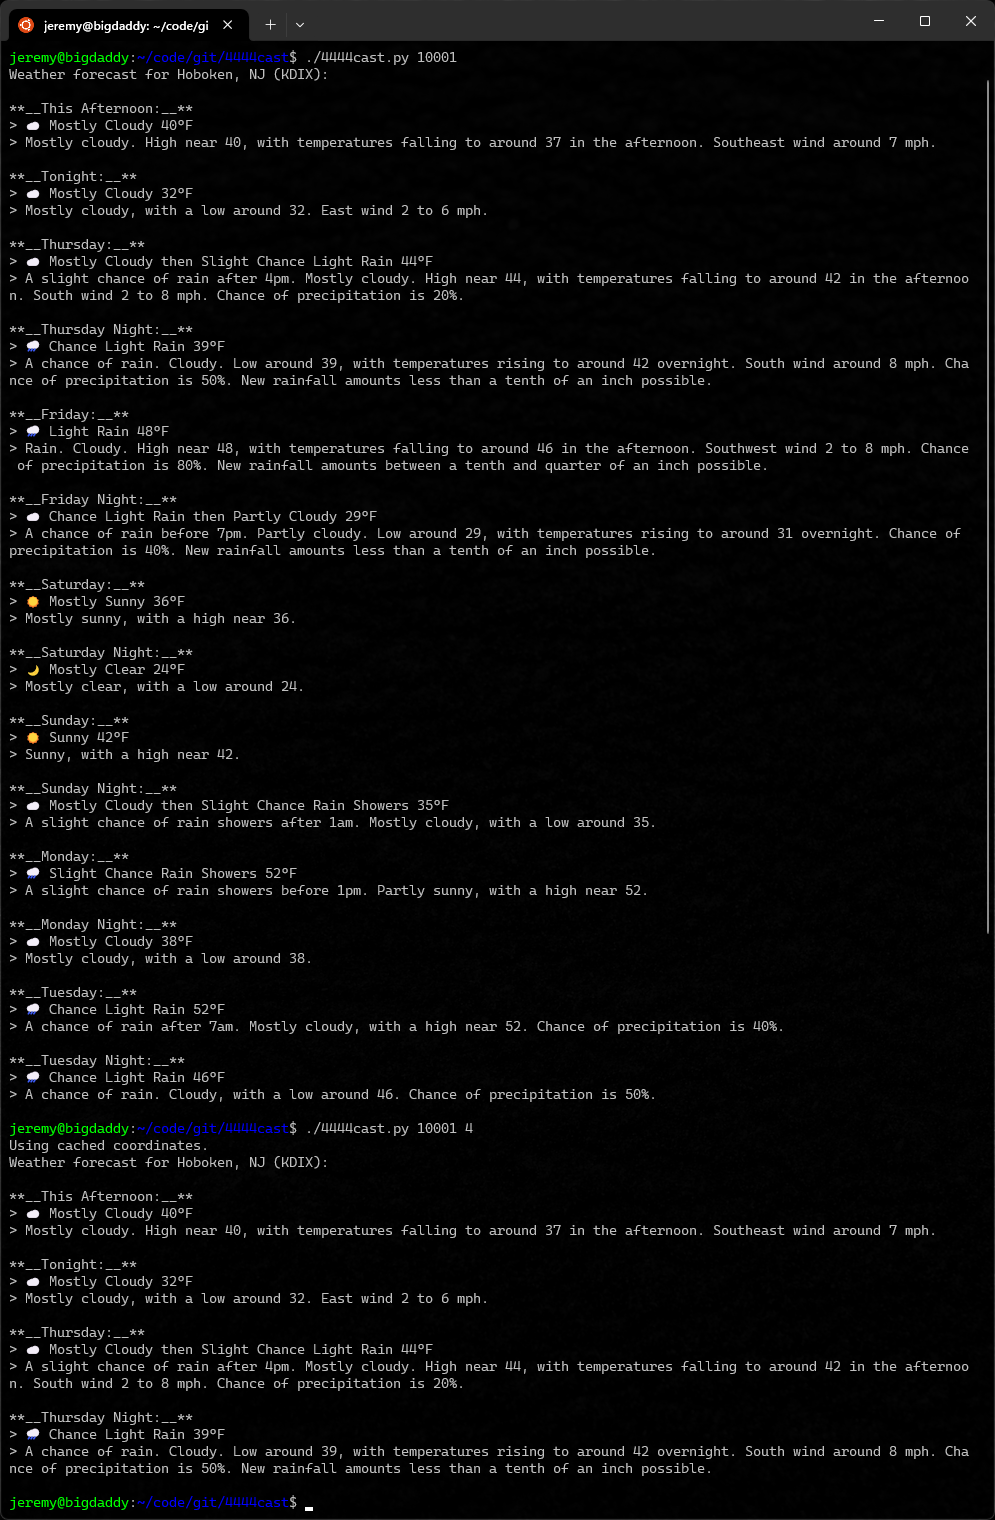 jeremy@bigdaddy: ~/code/gi
jeremy@bigdaddy:~/code/git/4444cast$ ./4444cast.py 10001
Weather forecast for Hoboken, NJ (KDIX):

**__This Afternoon:__**
> ☁️ Mostly Cloudy 40°F
> Mostly cloudy. High near 40, with temperatures falling to around 37 in the afternoon. Southeast wind around 7 mph.

**__Tonight:__**
> ☁️ Mostly Cloudy 32°F
> Mostly cloudy, with a low around 32. East wind 2 to 6 mph.

**__Thursday:__**
> ☁️ Mostly Cloudy then Slight Chance Light Rain 44°F
> A slight chance of rain after 4pm. Mostly cloudy. High near 44, with temperatures falling to around 42 in the afternoo
n. South wind 2 to 8 mph. Chance of precipitation is 20%.

**__Thursday Night:__**
> 🌧️ Chance Light Rain 39°F
> A chance of rain. Cloudy. Low around 39, with temperatures rising to around 42 overnight. South wind around 8 mph. Cha
nce of precipitation is 50%. New rainfall amounts less than a tenth of an inch possible.

**__Friday:__**
> 🌧️ Light Rain 48°F
> Rain. Cloudy. High near 48, with temperatures falling to around 46 in the afternoon. Southwest wind 2 to 8 mph. Chance
 of precipitation is 80%. New rainfall amounts between a tenth and quarter of an inch possible.

**__Friday Night:__**
> ☁️ Chance Light Rain then Partly Cloudy 29°F
> A chance of rain before 7pm. Partly cloudy. Low around 29, with temperatures rising to around 31 overnight. Chance of
precipitation is 40%. New rainfall amounts less than a tenth of an inch possible.

**__Saturday:__**
> ☀️ Mostly Sunny 36°F
> Mostly sunny, with a high near 36.

**__Saturday Night:__**
> 🌙 Mostly Clear 24°F
> Mostly clear, with a low around 24.

**__Sunday:__**
> ☀️ Sunny 42°F
> Sunny, with a high near 42.

**__Sunday Night:__**
> ☁️ Mostly Cloudy then Slight Chance Rain Showers 35°F
> A slight chance of rain showers after 1am. Mostly cloudy, with a low around 35.

**__Monday:__**
> 🌧️ Slight Chance Rain Showers 52°F
> A slight chance of rain showers before 1pm. Partly sunny, with a high near 52.

**__Monday Night:__**
> ☁️ Mostly Cloudy 38°F
> Mostly cloudy, with a low around 38.

**__Tuesday:__**
> 🌧️ Chance Light Rain 52°F
> A chance of rain after 7am. Mostly cloudy, with a high near 52. Chance of precipitation is 40%.

**__Tuesday Night:__**
> 🌧️ Chance Light Rain 46°F
> A chance of rain. Cloudy, with a low around 46. Chance of precipitation is 50%.

jeremy@bigdaddy:~/code/git/4444cast$ ./4444cast.py 10001 4
Using cached coordinates.
Weather forecast for Hoboken, NJ (KDIX):

**__This Afternoon:__**
> ☁️ Mostly Cloudy 40°F
> Mostly cloudy. High near 40, with temperatures falling to around 37 in the afternoon. Southeast wind around 7 mph.

**__Tonight:__**
> ☁️ Mostly Cloudy 32°F
> Mostly cloudy, with a low around 32. East wind 2 to 6 mph.

**__Thursday:__**
> ☁️ Mostly Cloudy then Slight Chance Light Rain 44°F
> A slight chance of rain after 4pm. Mostly cloudy. High near 44, with temperatures falling to around 42 in the afternoo
n. South wind 2 to 8 mph. Chance of precipitation is 20%.

**__Thursday Night:__**
> 🌧️ Chance Light Rain 39°F
> A chance of rain. Cloudy. Low around 39, with temperatures rising to around 42 overnight. South wind around 8 mph. Cha
nce of precipitation is 50%. New rainfall amounts less than a tenth of an inch possible.

jeremy@bigdaddy:~/code/git/4444cast$